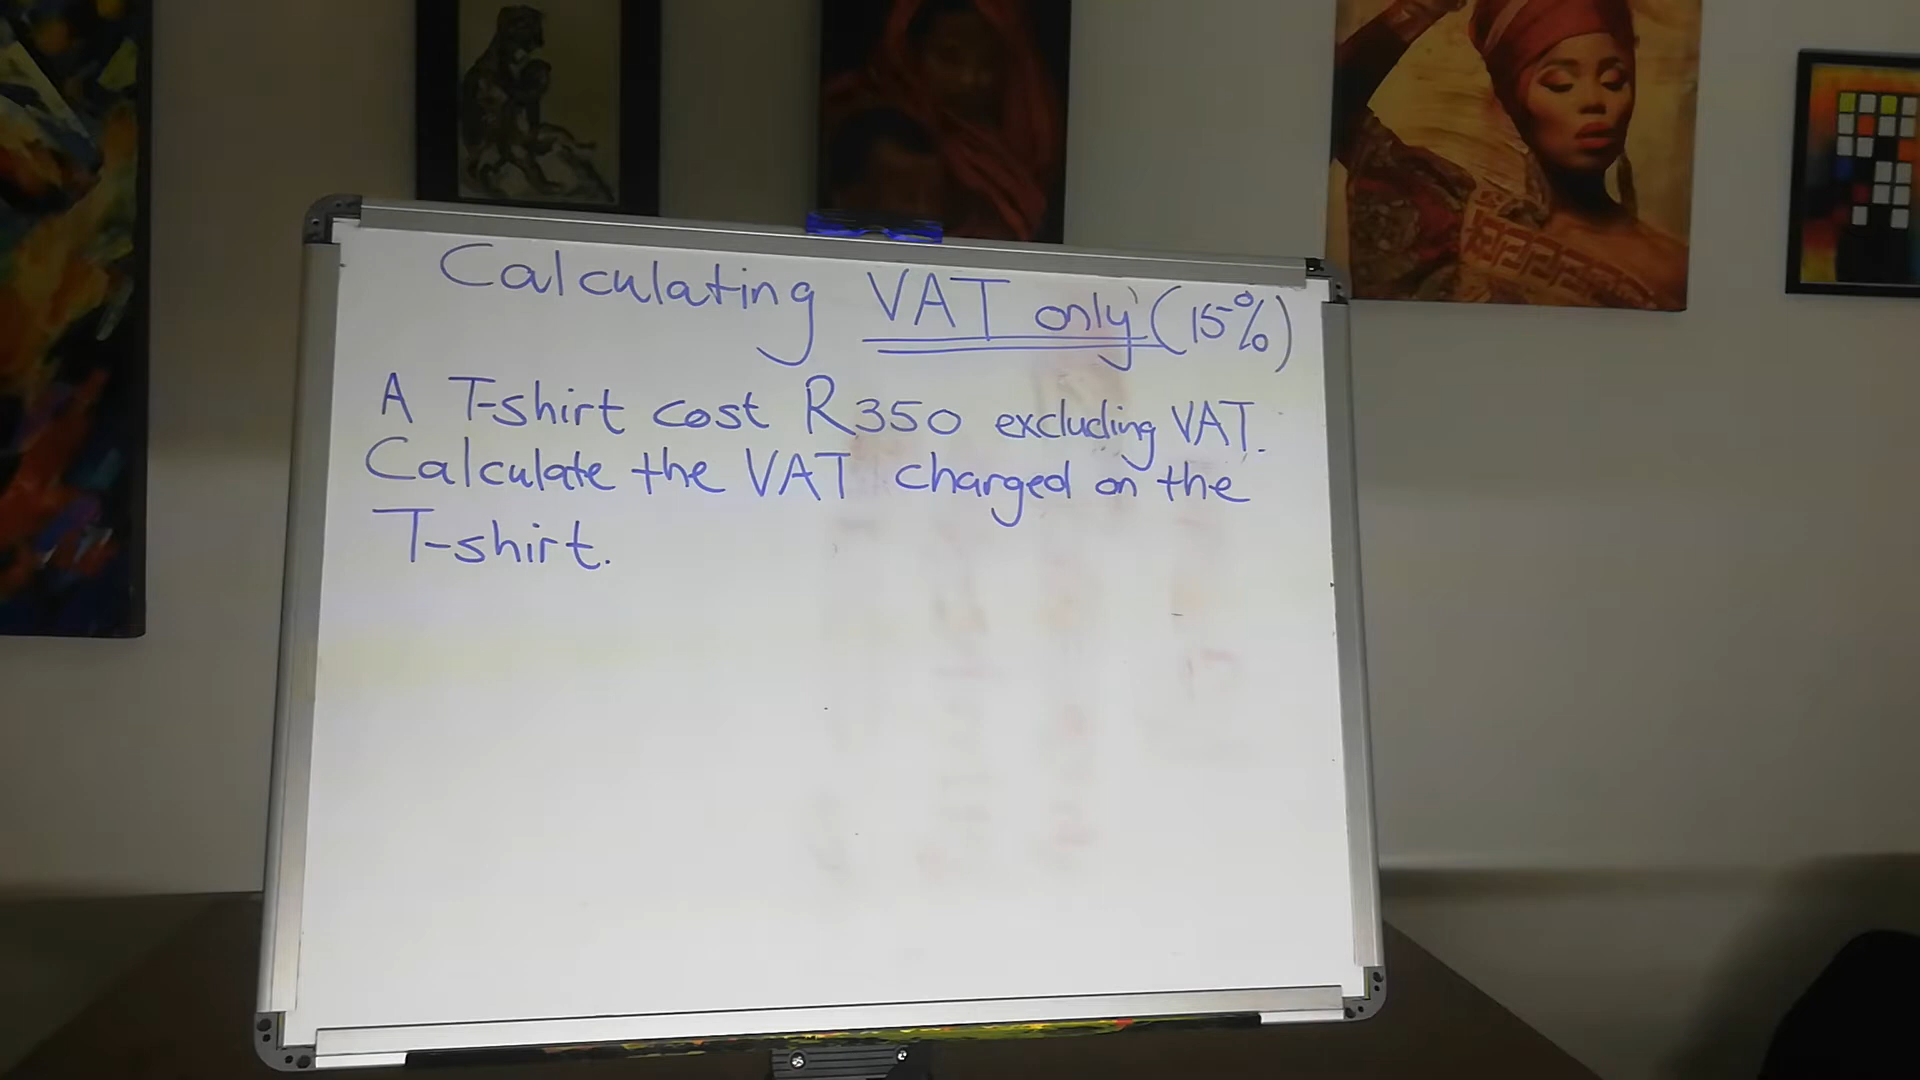 Calculating VAT only (15%)
A T-shirt cost R350 excluding VAT.
Calculate the VAT charged on the
T-shirt.